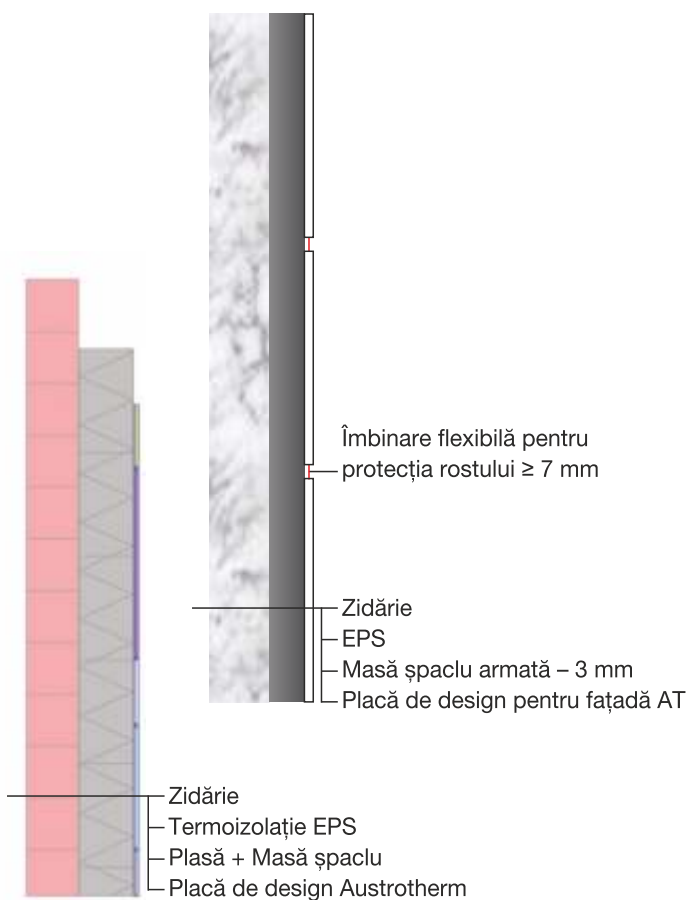 Îmbinare flexibilă pentru
protecția rostului ≥ 7 mm
Zidărie
EPS
Masă șpaclu armată – 3 mm
Placă de design pentru fațadă AT
Zidărie
Termoizolație EPS
Plasă + Masă șpaclu
Placă de design Austrotherm